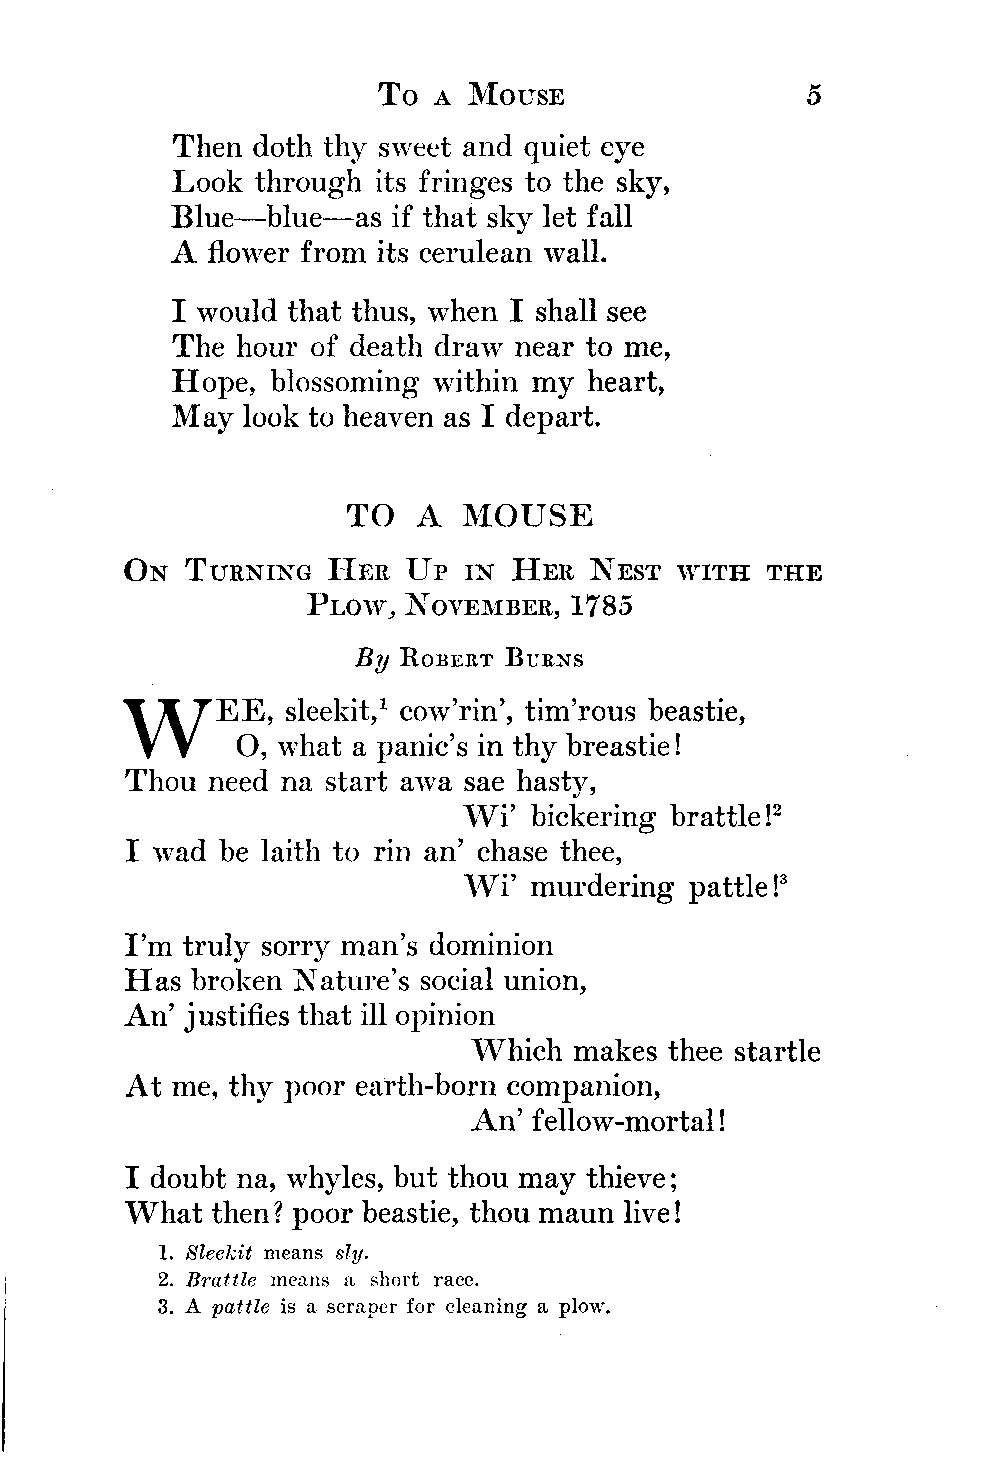 To a Mouse 5
Then doth thy sweet and quiet eye
Look through its fringes to the sky,
Blue—blue—as if that sky let fall
A flower from its cerulean wall.
I would that thus, when I shall see
The hour of death draw near to me,
Hope, blossoming within my heart,
May look to heaven as I depart.
TO A MOUSE
On Turning Her Up in Her Nest with the
Plow, November, 1785
By Robert Burns
WEE, sleekit,¹ cow'rin', tim'rous beastie,
O, what a panic's in thy breastie!
Thou need na start awa sae hasty,
Wi' bickering brattle!²
I wad be laith to rin an' chase thee,
Wi' murdering pattle!³
I'm truly sorry man's dominion
Has broken Nature's social union,
An' justifies that ill opinion
Which makes thee startle
At me, thy poor earth-born companion,
An' fellow-mortal!
I doubt na, whyles, but thou may thieve;
What then? poor beastie, thou maun live!
1. Sleekit means sly.
2. Brattle means a short race.
3. A pattle is a scraper for cleaning a plow.